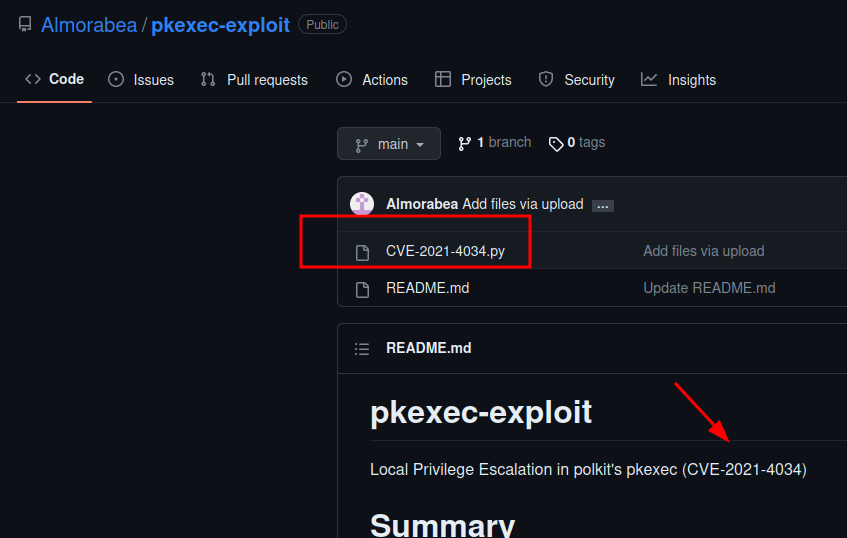 Almorabea / pkexec-exploit Public
Code Issues Pull requests Actions Projects Security Insights
main 1 branch 0 tags
Almorabea Add files via upload ...
CVE-2021-4034.py Add files via upload
README.md Update README.md
README.md
pkexec-exploit
Local Privilege Escalation in polkit's pkexec (CVE-2021-4034)
Summary